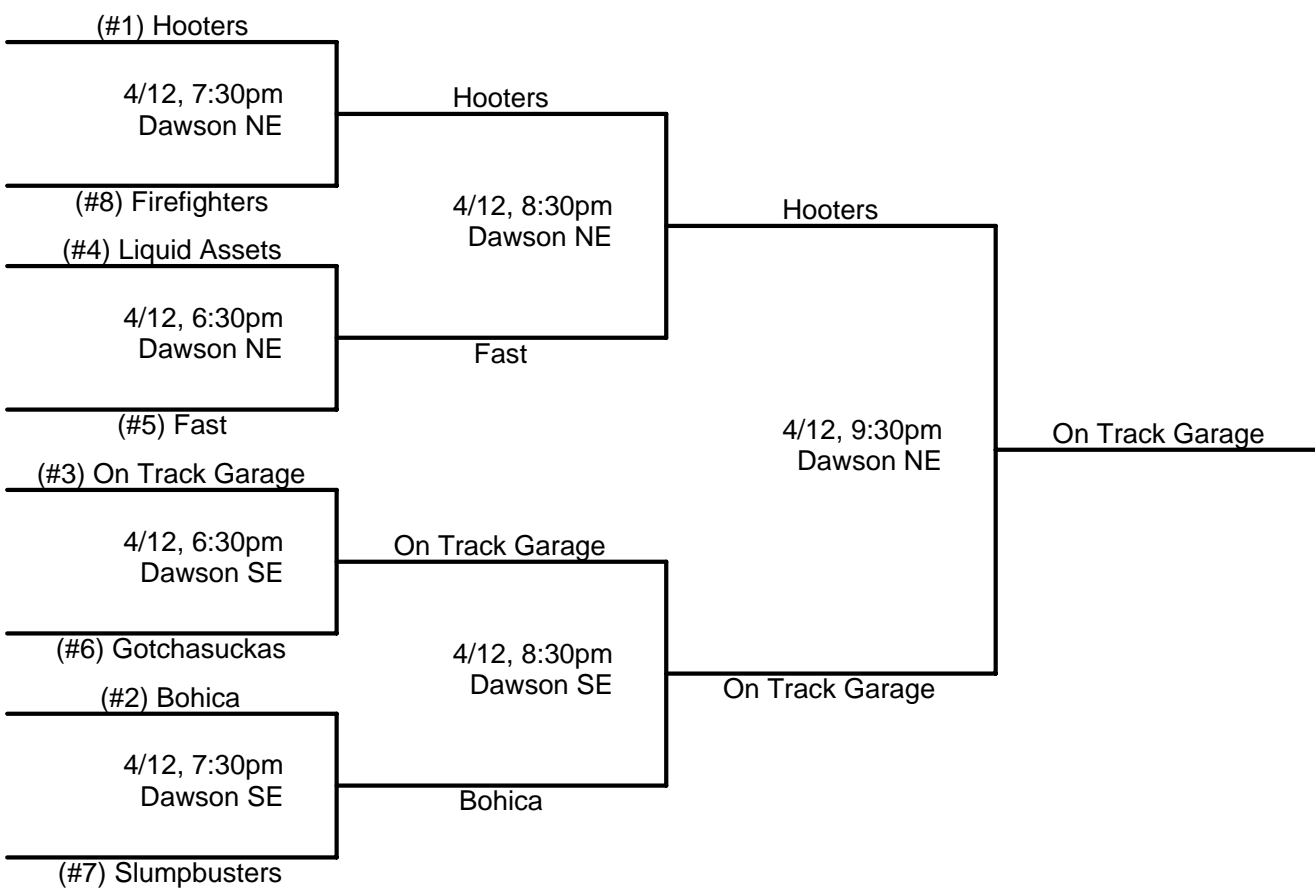 (#1) Hooters
4/12, 7:30pm
Dawson NE
(#8) Firefighters
(#4) Liquid Assets
4/12, 6:30pm
Dawson NE
(#5) Fast
(#3) On Track Garage
4/12, 6:30pm
Dawson SE
(#6) Gotchasuckas
(#2) Bohica
4/12, 7:30pm
Dawson SE
(#7) Slumpbusters
Hooters
4/12, 8:30pm
Dawson NE
Fast
On Track Garage
4/12, 8:30pm
Dawson SE
Bohica
Hooters
4/12, 9:30pm
Dawson NE
On Track Garage
On Track Garage